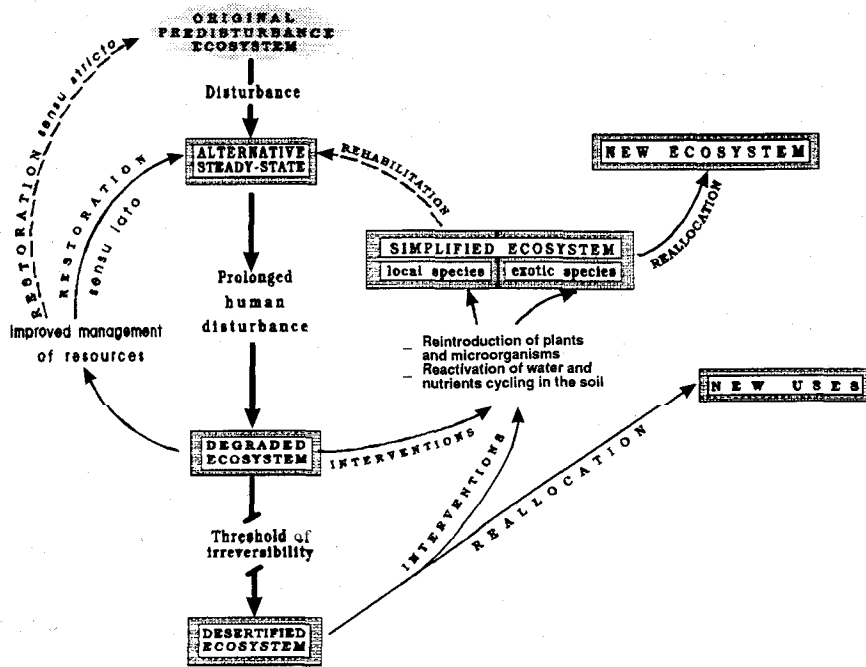 ORIGINAL
PREDISTURBANCE
ECOSYSTEM
Disturbance
ALTERNATIVE
STEADY-STATE
REHABILITATION
NEW ECOSYSTEM
REALLOCATION
RESTORATION sensu stricto
RESTORATION
sensu lato
SIMPLIFIED ECOSYSTEM
local species
exotic species
Prolonged
human
disturbance
Improved management
of resources
– Reintroduction of plants
and microorganisms
– Reactivation of water and
nutrients cycling in the soil
NEW USES
DEGRADED
ECOSYSTEM
INTERVENTIONS
INTERVENTIONS
REALLOCATION
Threshold of
irreversibility
DESERTIFIED
ECOSYSTEM